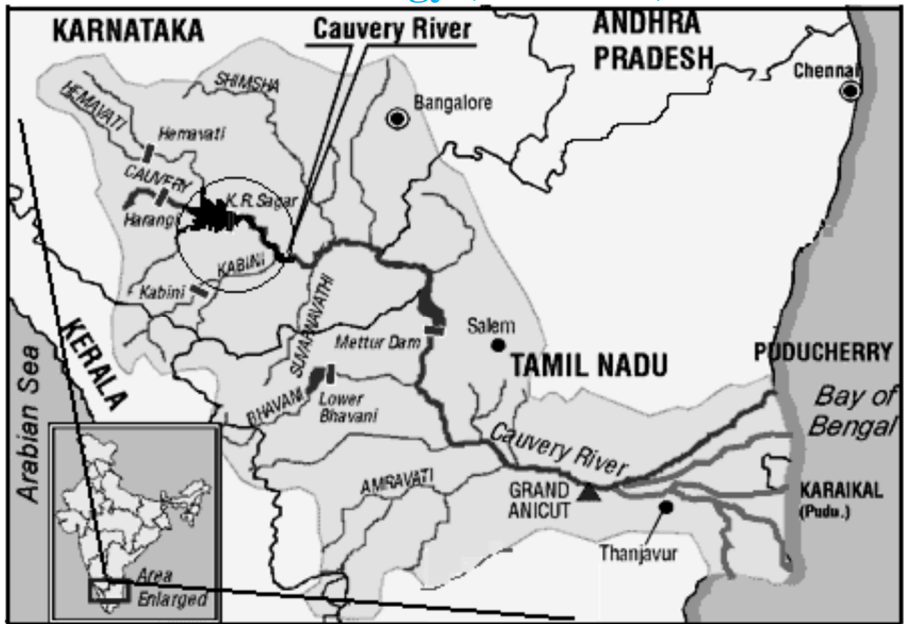 KARNATAKA
Cauvery River
ANDHRA
PRADESH
Chennai
SHIMSHA
Bangalore
HEMAVATI
Hemavati
CAUVERY
K.R.Sagar
Harangi
KABINI
Kabini
SUVARNAVATHI
KERALA
Mettur Dam
Salem
TAMIL NADU
PUDUCHERRY
BHAVANI
Lower
Bhavani
Bay of
Bengal
Arabian Sea
Cauvery River
AMRAVATI
GRAND
ANICUT
KARAIKAL
(Pudu.)
Thanjavur
Area
Enlarged